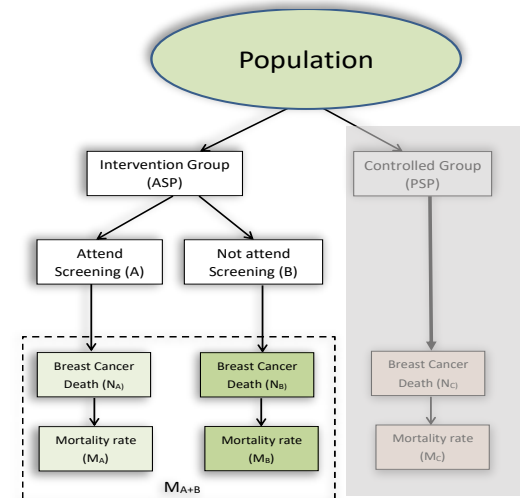 Population
Intervention Group
(ASP)
Controlled Group
(PSP)
Attend
Screening (A)
Not attend
Screening (B)
Breast Cancer
Death (NA)
Breast Cancer
Death (NB)
Breast Cancer
Death (NC)
Mortality rate
(MA)
Mortality rate
(MB)
Mortality rate
(MC)
MA+B